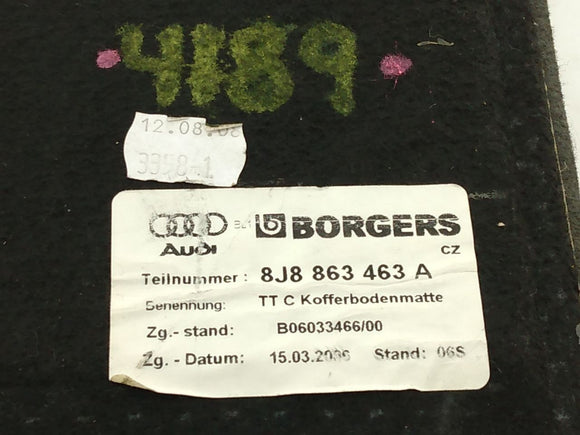 4189
12.08.08
3958-1
BORGERS
Audi
CZ
Teilnummer : 8J8 863 463 A
Benennung: TT C Kofferbodenmatte
Zg.- stand: B06033466/00
Zg. - Datum: 15.03.2006 Stand: 06S